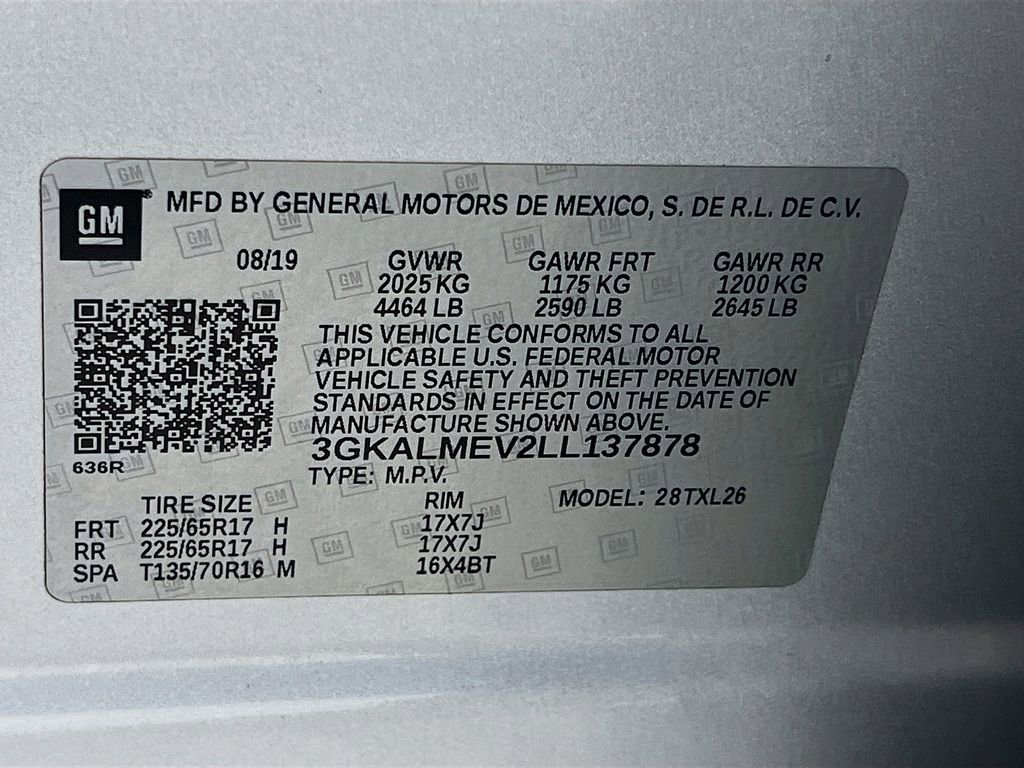 GM
MFD BY GENERAL MOTORS DE MEXICO, S. DE R.L. DE C.V.
08/19 GVWR GAWR FRT GAWR RR
2025 KG 1175 KG 1200 KG
4464 LB 2590 LB 2645 LB
THIS VEHICLE CONFORMS TO ALL
APPLICABLE U.S. FEDERAL MOTOR
VEHICLE SAFETY AND THEFT PREVENTION
STANDARDS IN EFFECT ON THE DATE OF
MANUFACTURE SHOWN ABOVE.
3GKALMEV2LL137878
636R
TYPE: M.P.V.
TIRE SIZE RIM MODEL: 28TXL26
FRT 225/65R17 H 17X7J
RR 225/65R17 H 17X7J
SPA T135/70R16 M 16X4BT